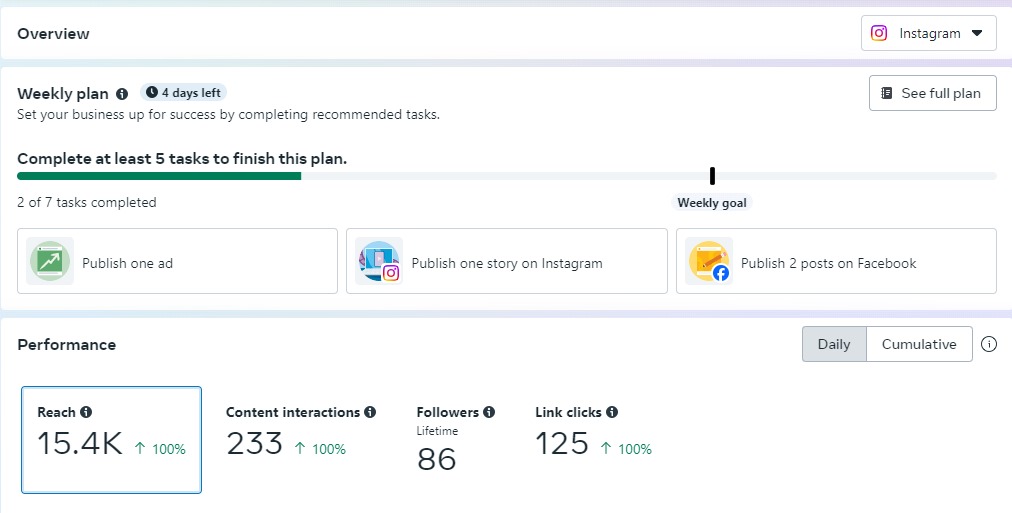 Overview
Instagram
Weekly plan
4 days left
See full plan
Set your business up for success by completing recommended tasks.
Complete at least 5 tasks to finish this plan.
2 of 7 tasks completed
Weekly goal
Publish one ad
Publish one story on Instagram
Publish 2 posts on Facebook
Performance
Daily
Cumulative
Reach
15.4K ↑ 100%
Content interactions
233 ↑ 100%
Followers
Lifetime
86
Link clicks
125 ↑ 100%